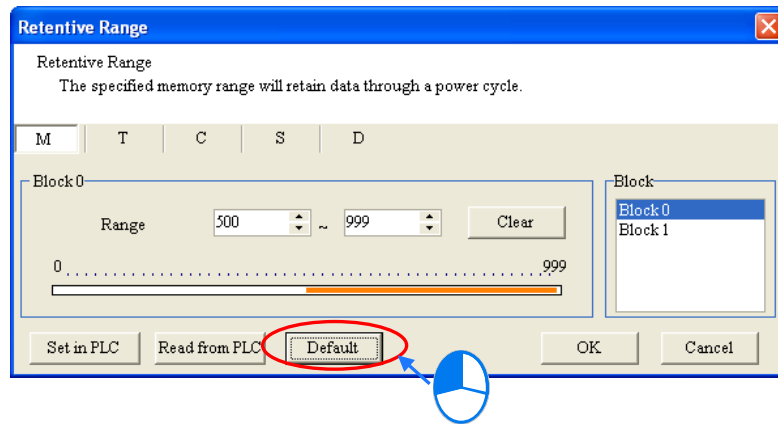 Retentive Range
Retentive Range
The specified memory range will retain data through a power cycle.
M T C S D
Block 0
Range 500 ~ 999 Clear
0 999
Block
Block 0
Block 1
Set in PLC Read from PLC Default OK Cancel